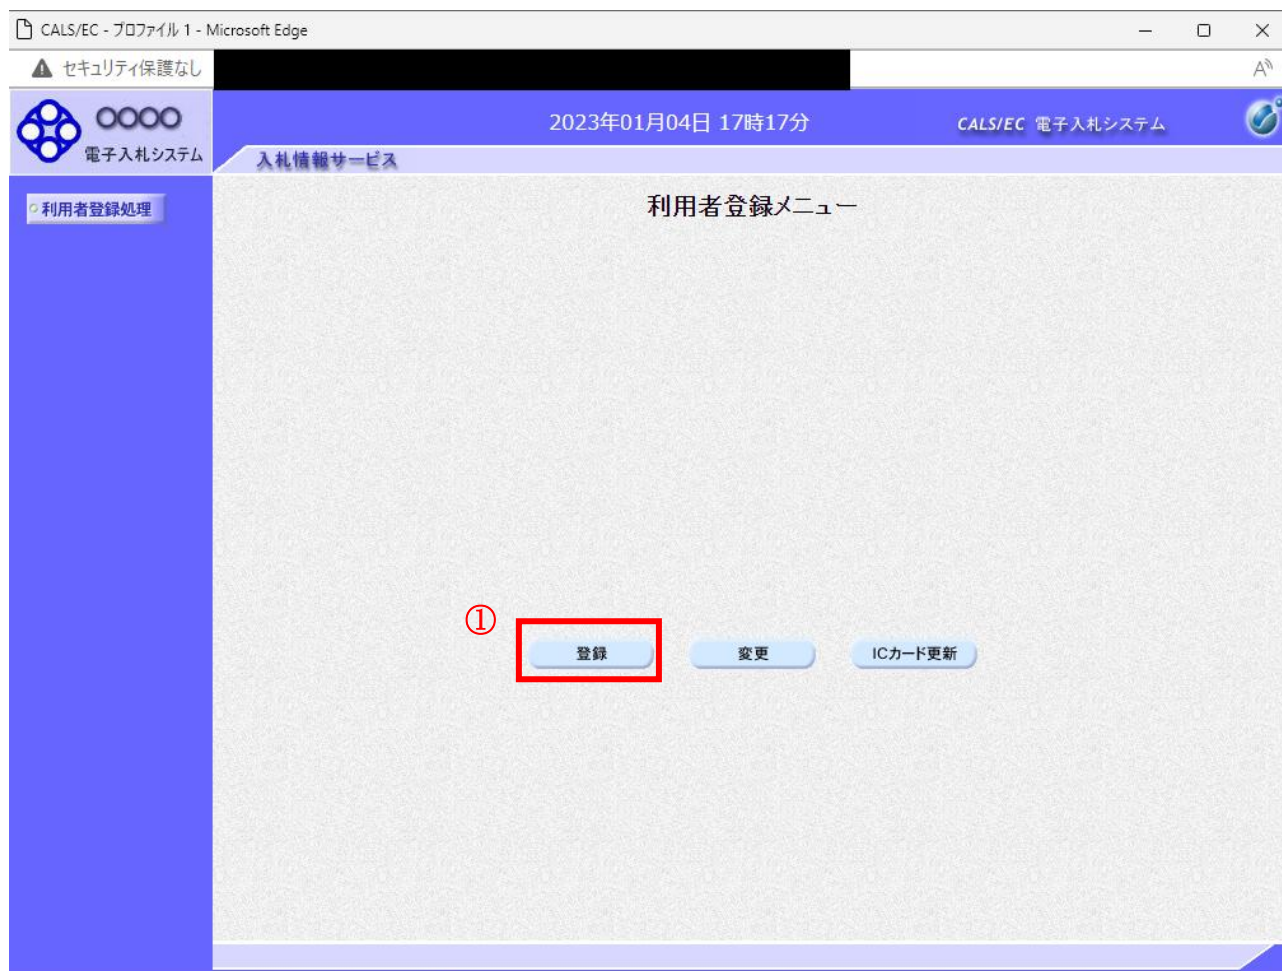 CALS/EC - プロファイル 1 - Microsoft Edge
セキュリティ保護なし
〇〇〇〇
電子入札システム
2023年01月04日 17時17分
CALS/EC 電子入札システム
入札情報サービス
利用者登録処理
利用者登録メニュー
①
登録
変更
ICカード更新